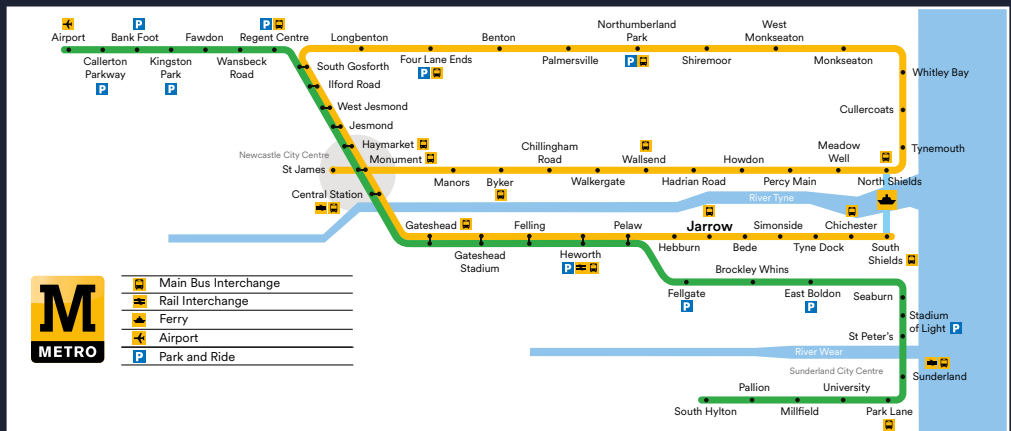 Airport
Bank Foot
Fawdon
Regent Centre
Callerton
Parkway
Kingston
Park
Wansbeck
Road
Longbenton
Four Lane Ends
Benton
Palmersville
Northumberland
Park
Shiremoor
West
Monkseaton
Monkseaton
Whitley Bay
Cullercoats
Tynemouth
South Gosforth
Ilford Road
West Jesmond
Jesmond
Haymarket
Newcastle City Centre
Monument
St James
Central Station
Manors
Byker
Chillingham
Road
Walkergate
Wallsend
Hadrian Road
Howdon
Percy Main
Meadow
Well
North Shields
River Tyne
Gateshead
Gateshead
Stadium
Felling
Heworth
Pelaw
Hebburn
Jarrow
Bede
Simonside
Tyne Dock
Chichester
South
Shields
Fellgate
Brockley Whins
East Boldon
Seaburn
Stadium
of Light P
St Peter's
River Wear
Sunderland City Centre
Sunderland
Park Lane
University
Millfield
Pallion
South Hylton
M
METRO
Main Bus Interchange
Rail Interchange
Ferry
Airport
P Park and Ride